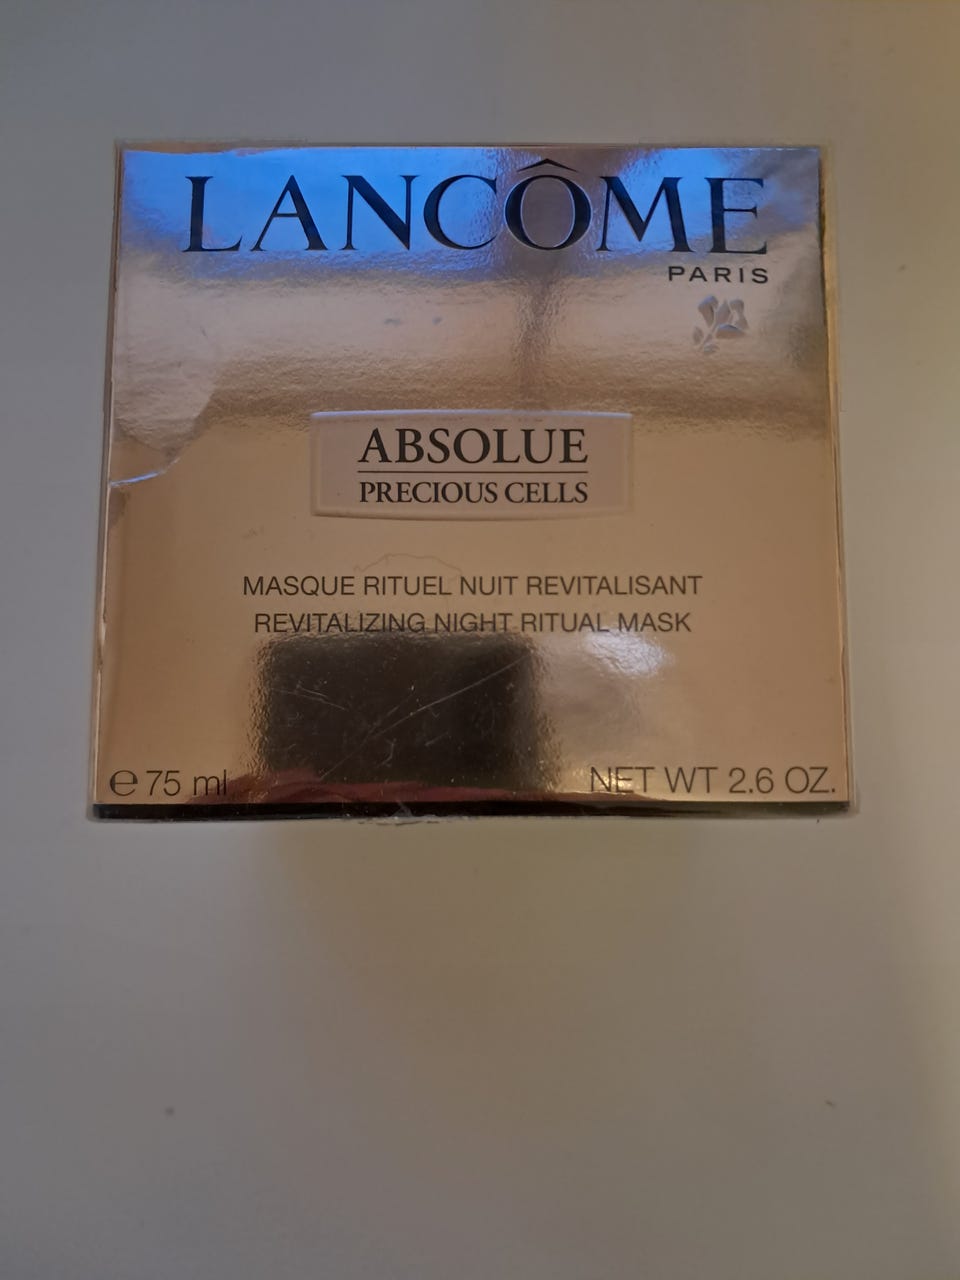 LANCÔME
PARIS
ABSOLUE
PRECIOUS CELLS
MASQUE RITUEL NUIT REVITALISANT
REVITALIZING NIGHT RITUAL MASK
℮ 75 ml NET WT 2.6 OZ.